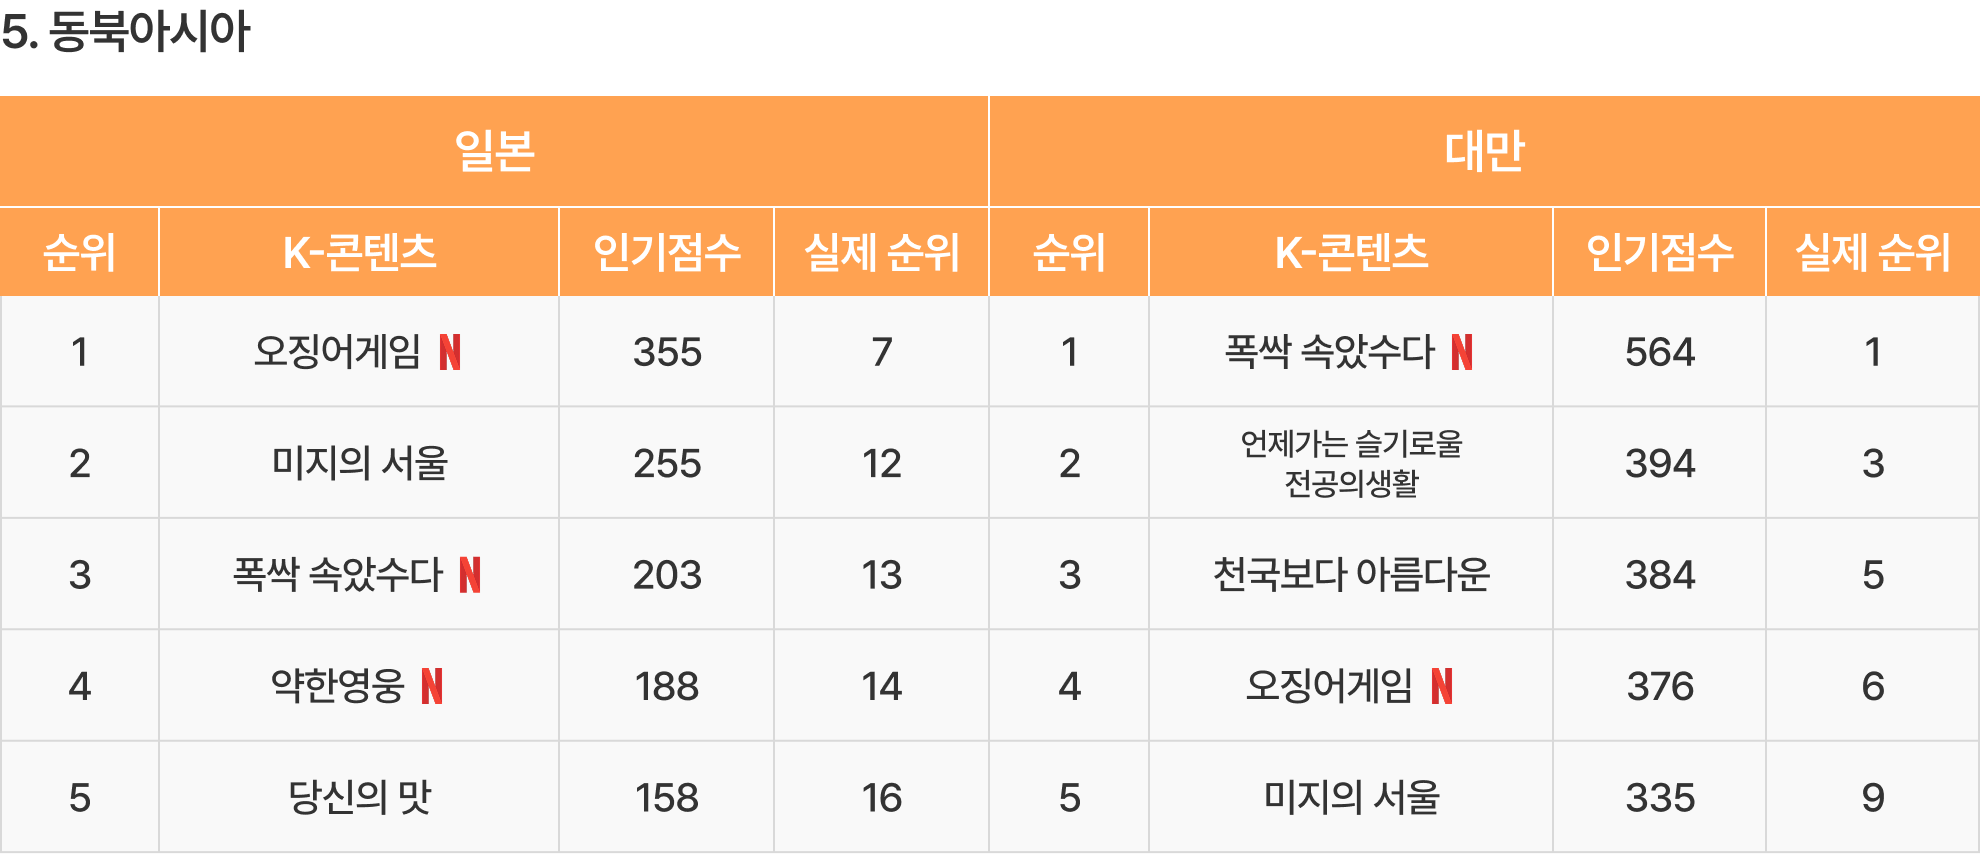 5. 동북아시아
일본 대만
순위 K-콘텐츠 인기점수 실제 순위 순위 K-콘텐츠 인기점수 실제 순위
1 오징어게임 N 355 7 1 폭싹 속았수다 N 564 1
2 미지의 서울 255 12 2 언제가는 슬기로울
전공의생활 394 3
3 폭싹 속았수다 N 203 13 3 천국보다 아름다운 384 5
4 약한영웅 N 188 14 4 오징어게임 N 376 6
5 당신의 맛 158 16 5 미지의 서울 335 9